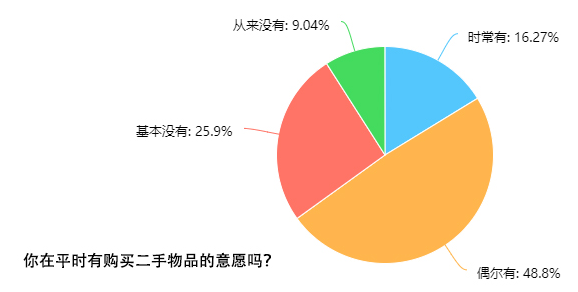 从来没有: 9.04%
时常有: 16.27%
基本没有: 25.9%
你在平时有购买二手物品的意愿吗？
偶尔有: 48.8%